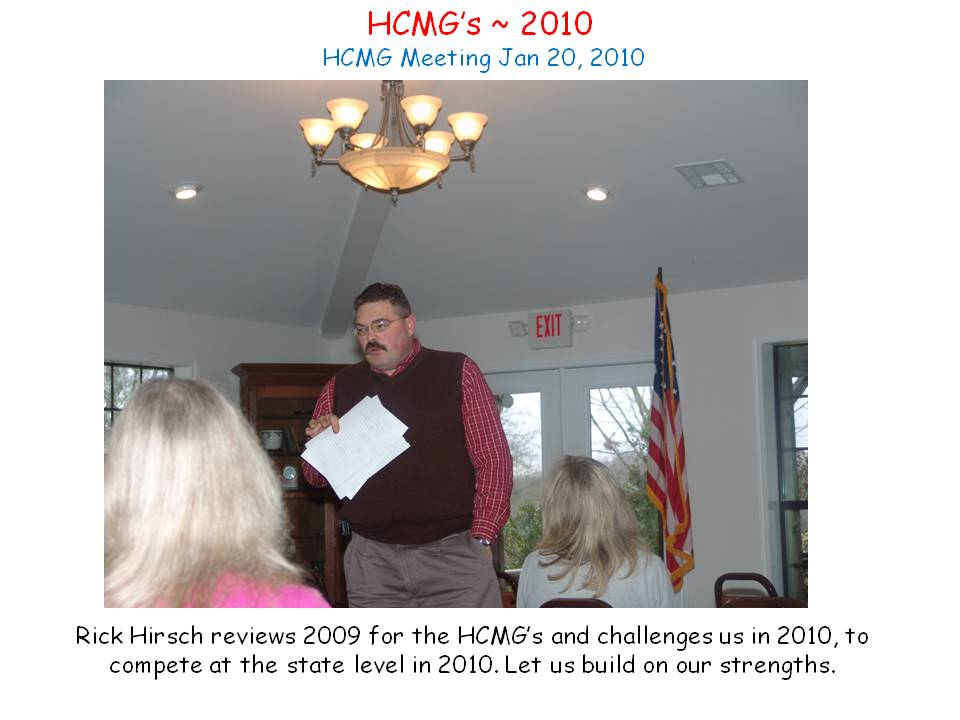 HCMG's ~ 2010
HCMG Meeting Jan 20, 2010
EXIT
Rick Hirsch reviews 2009 for the HCMG's and challenges us in 2010, to
compete at the state level in 2010. Let us build on our strengths.